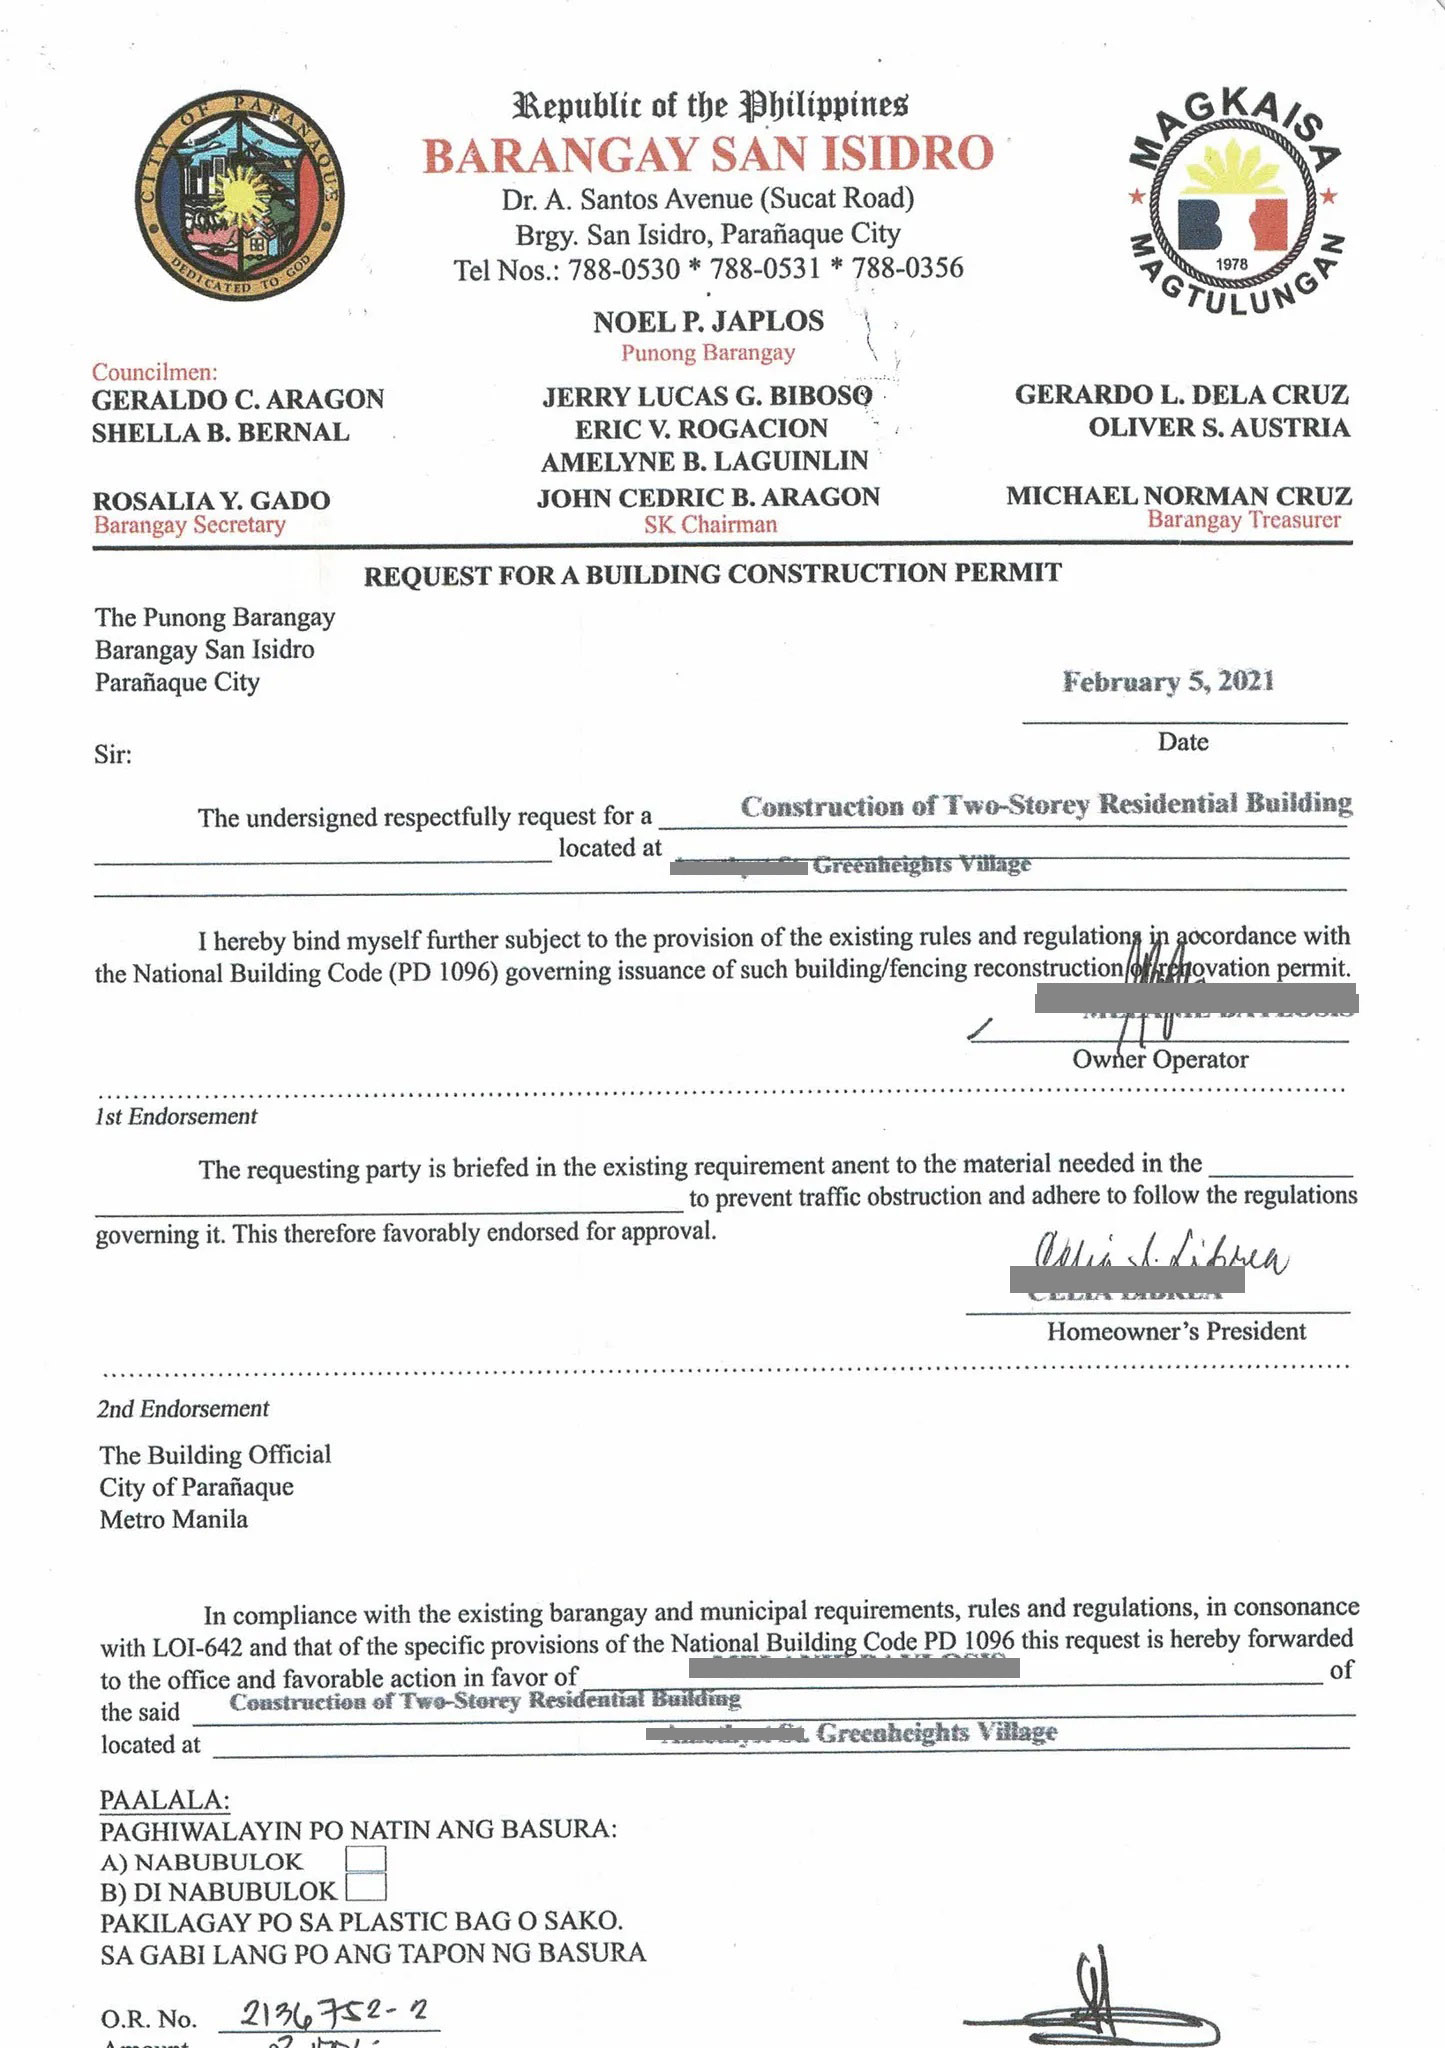 CITY OF PARAÑAQUE
DEDICATED TO GOD
Republic of the Philippines
BARANGAY SAN ISIDRO
Dr. A. Santos Avenue (Sucat Road)
Brgy. San Isidro, Parañaque City
Tel Nos.: 788-0530 * 788-0531 * 788-0356
MAGKAISA
1978
MAGTULUNGAN
NOEL P. JAPLOS
Punong Barangay
Councilmen:
GERALDO C. ARAGON JERRY LUCAS G. BIBOSO GERARDO L. DELA CRUZ
SHELLA B. BERNAL ERIC V. ROGACION OLIVER S. AUSTRIA
AMELYNE B. LAGUINLIN
ROSALIA Y. GADO JOHN CEDRIC B. ARAGON MICHAEL NORMAN CRUZ
Barangay Secretary SK Chairman Barangay Treasurer
REQUEST FOR A BUILDING CONSTRUCTION PERMIT
The Punong Barangay
Barangay San Isidro
Parañaque City
February 5, 2021
Date
Sir:
The undersigned respectfully request for a Construction of Two-Storey Residential Building
located at
Greenheights Village
I hereby bind myself further subject to the provision of the existing rules and regulations in accordance with
the National Building Code (PD 1096) governing issuance of such building/fencing reconstruction or renovation permit.
Owner Operator
1st Endorsement
The requesting party is briefed in the existing requirement anent to the material needed in the
to prevent traffic obstruction and adhere to follow the regulations
governing it. This therefore favorably endorsed for approval.
Homeowner's President
2nd Endorsement
The Building Official
City of Parañaque
Metro Manila
In compliance with the existing barangay and municipal requirements, rules and regulations, in consonance
with LOI-642 and that of the specific provisions of the National Building Code PD 1096 this request is hereby forwarded
to the office and favorable action in favor of of
the said Construction of Two-Storey Residential Building
located at Greenheights Village
PAALALA:
PAGHIWALAYIN PO NATIN ANG BASURA:
A) NABUBULOK
B) DI NABUBULOK
PAKILAGAY PO SA PLASTIC BAG O SAKO.
SA GABI LANG PO ANG TAPON NG BASURA
O.R. No. 2136752-2